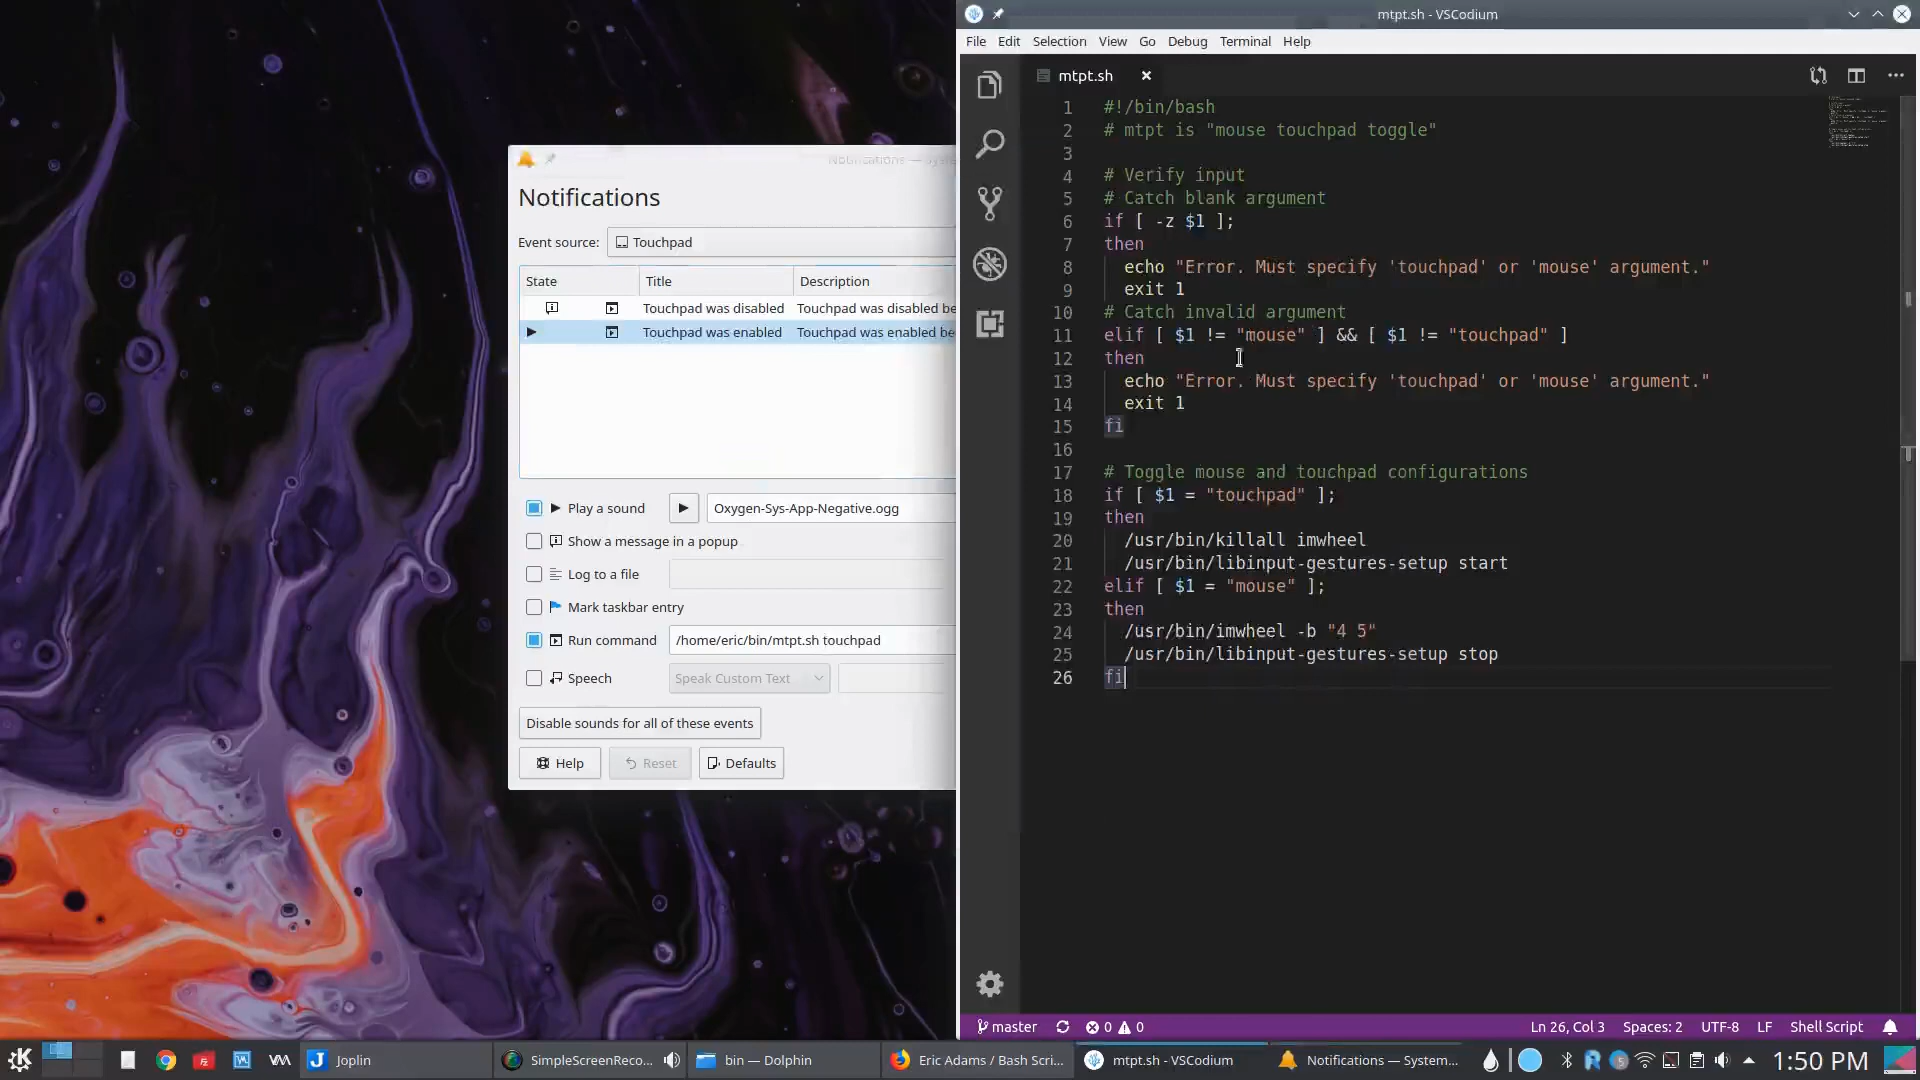 mtpt.sh - VSCodium
File Edit Selection View Go Debug Terminal Help
mtpt.sh
1 #!/bin/bash
2 # mtpt is "mouse touchpad toggle"
3
4 # Verify input
5 # Catch blank argument
6 if [ -z $1 ];
7 then
8 echo "Error. Must specify 'touchpad' or 'mouse' argument."
9 exit 1
10 # Catch invalid argument
11 elif [ $1 != "mouse" ] && [ $1 != "touchpad" ]
12 then
13 echo "Error. Must specify 'touchpad' or 'mouse' argument."
14 exit 1
15 fi
16
17 # Toggle mouse and touchpad configurations
18 if [ $1 = "touchpad" ];
19 then
20 /usr/bin/killall imwheel
21 /usr/bin/libinput-gestures-setup start
22 elif [ $1 = "mouse" ];
23 then
24 /usr/bin/imwheel -b "4 5"
25 /usr/bin/libinput-gestures-setup stop
26 fi
master 0 0 Ln 26, Col 3 Spaces: 2 UTF-8 LF Shell Script
Notifications —
Notifications
Event source: Touchpad
State Title Description
Touchpad was disabled Touchpad was disabled be
Touchpad was enabled Touchpad was enabled be
Play a sound Oxygen-Sys-App-Negative.ogg
Show a message in a popup
Log to a file
Mark taskbar entry
Run command /home/eric/bin/mtpt.sh touchpad
Speech Speak Custom Text
Disable sounds for all of these events
Help Reset Defaults
Joplin SimpleScreenReco... bin — Dolphin Eric Adams / Bash Scri... mtpt.sh - VSCodium Notifications — System... 1:50 PM